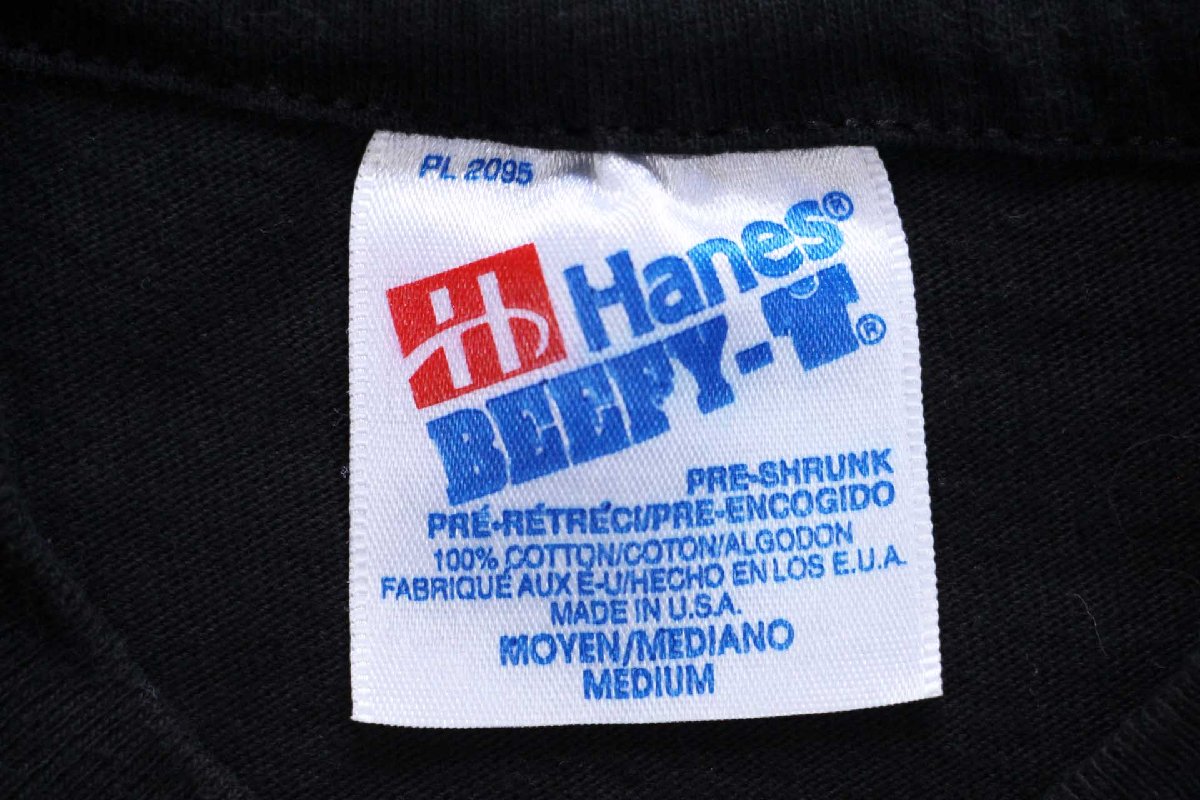 PL 2095
Hanes®
BEEFY-T®
PRE-SHRUNK
PRÉ-RÉTRÉCI/PRE-ENCOGIDO
100% COTTON/COTON/ALGODON
FABRIQUÉ AUX É-U/HECHO EN LOS E.U.A.
MADE IN U.S.A.
MOYEN/MEDIANO
MEDIUM